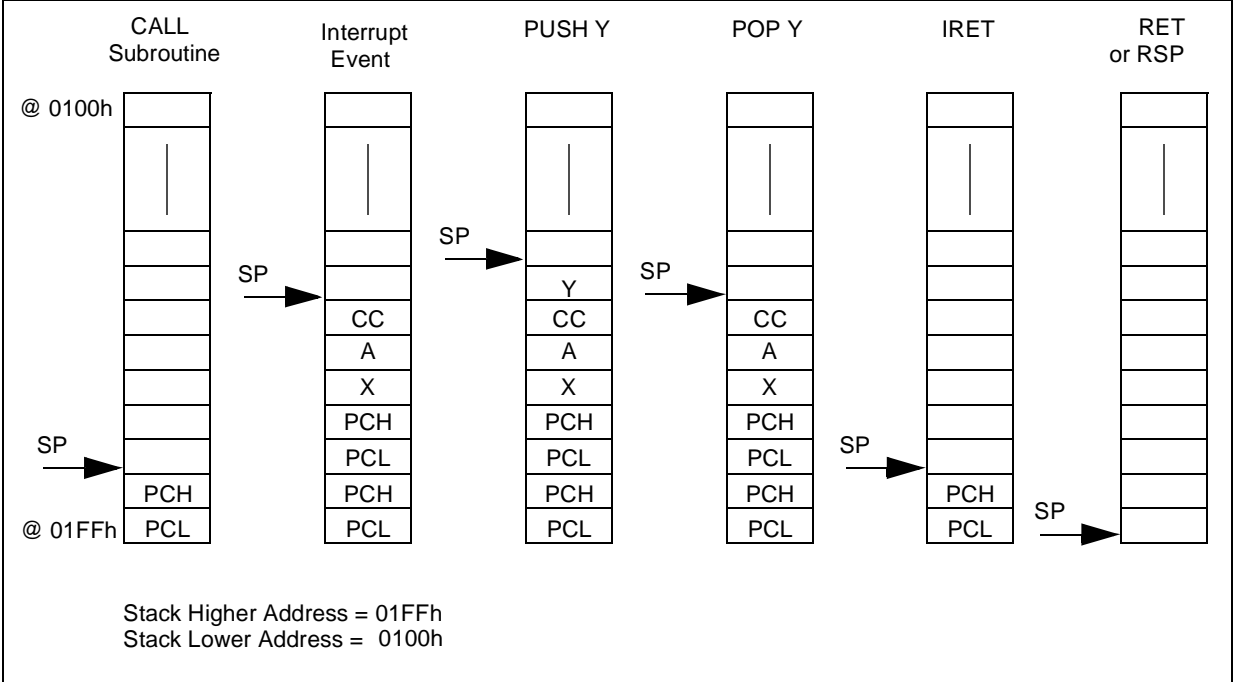 CALL
Subroutine
Interrupt
Event
PUSH Y
POP Y
IRET
RET
or RSP
@ 0100h
SP
SP
SP
Y
CC
CC
CC
A
A
A
X
X
X
PCH
PCH
PCH
SP
PCL
PCL
PCL
SP
PCH
PCH
PCH
PCH
PCH
SP
@ 01FFh
PCL
PCL
PCL
PCL
PCL
Stack Higher Address = 01FFh
Stack Lower Address = 0100h